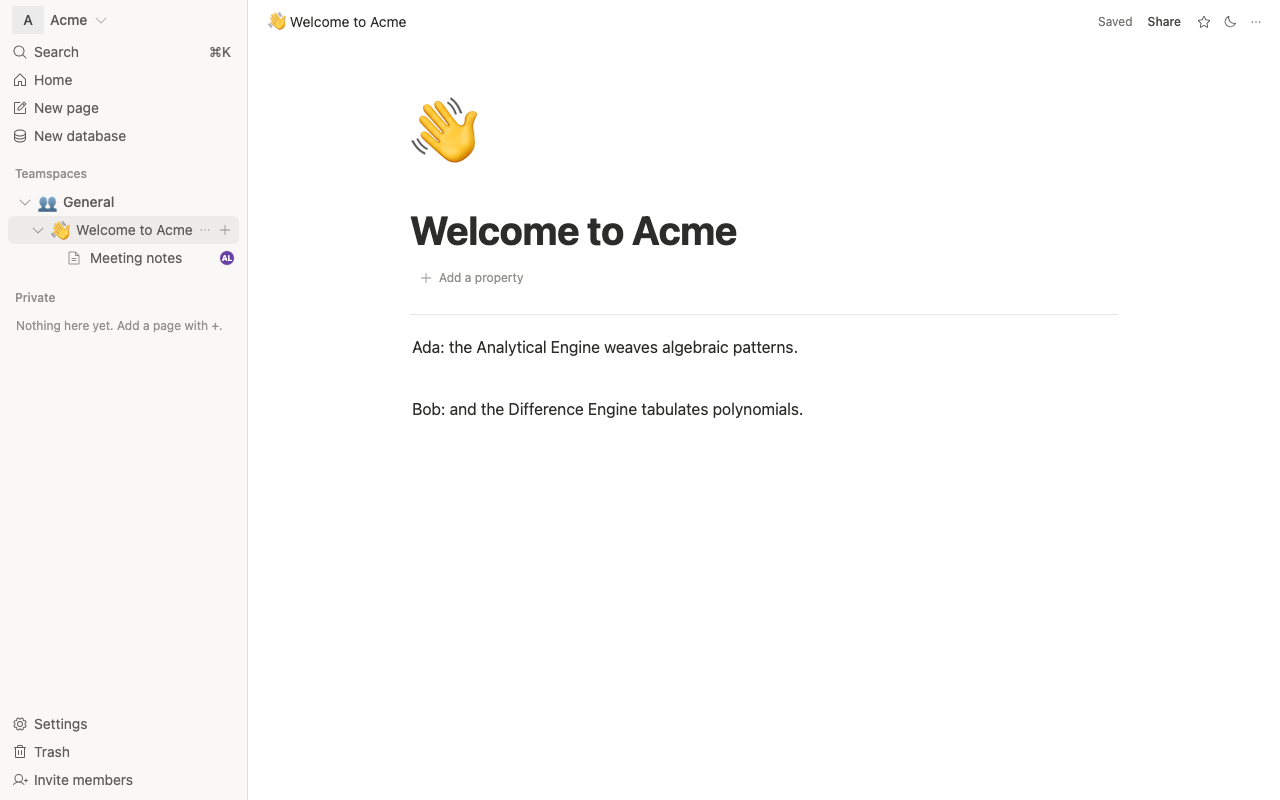 A Acme
Search ⌘K
Home
New page
New database
Teamspaces
General
Welcome to Acme
Meeting notes AL
Private
Nothing here yet. Add a page with +.
Settings
Trash
Invite members
Welcome to Acme
Saved Share
Welcome to Acme
Add a property
Ada: the Analytical Engine weaves algebraic patterns.
Bob: and the Difference Engine tabulates polynomials.